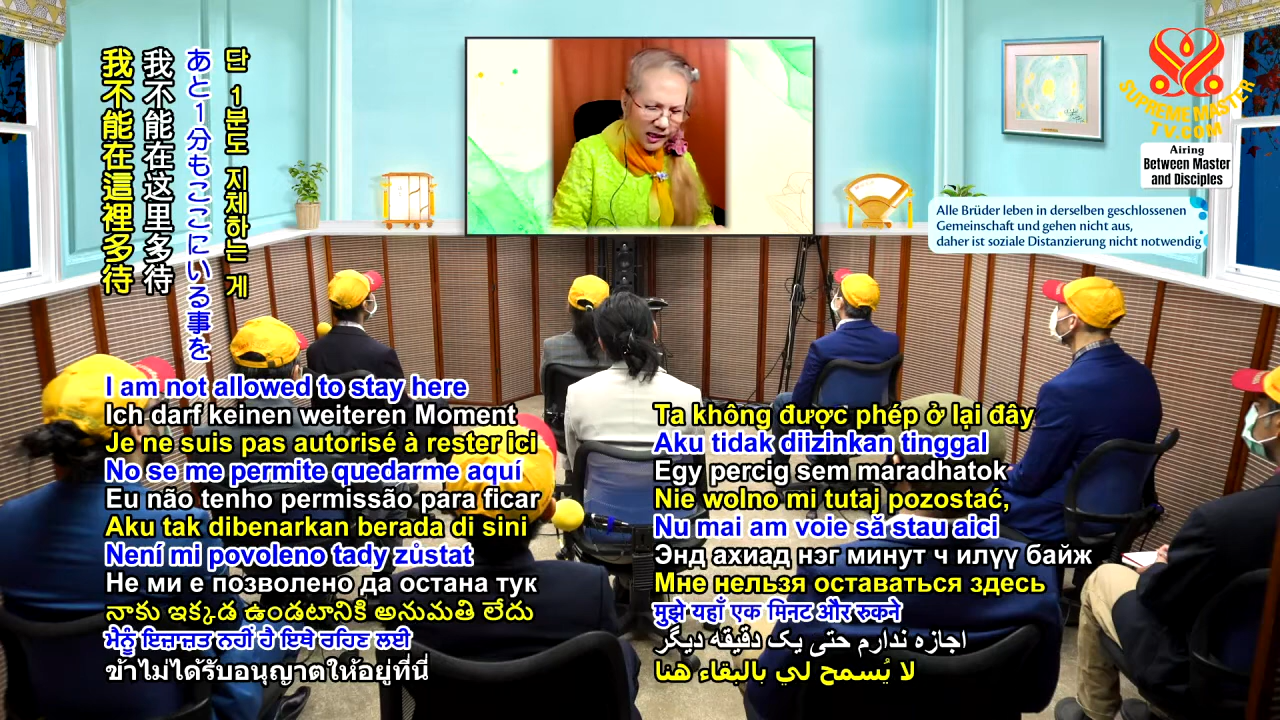 단 1분도 지체하는 게
あと1分もここにいる事を
我不能在这里多待
我不能在這裡多待
SUPREME MASTER
TV.COM
Airing
Between Master
and Disciples
Alle Brüder leben in derselben geschlossenen
Gemeinschaft und gehen nicht aus,
daher ist soziale Distanzierung nicht notwendig
I am not allowed to stay here
Ich darf keinen weiteren Moment
Je ne suis pas autorisé à rester ici
No se me permite quedarme aquí
Eu não tenho permissão para ficar
Aku tak dibenarkan berada di sini
Není mi povoleno tady zůstat
Не ми е позволено да остана тук
నాకు ఇక్కడ ఉండటానికి అనుమతి లేదు
ਮੈਨੂੰ ਇਜਾਜ਼ਤ ਨਹੀਂ ਹੈ ਇਥੇ ਰਹਿਣ ਲਈ
ข้าไม่ได้รับอนุญาตให้อยู่ที่นี่
Ta không được phép ở lại đây
Aku tidak diizinkan tinggal
Egy percig sem maradhatok
Nie wolno mi tutaj pozostać,
Nu mai am voie să stau aici
Энд ахиад нэг минут ч илүү байж
Мне нельзя оставаться здесь
मुझे यहाँ एक मिनट और रुकने
اجازه ندارم حتی یک دقیقه دیگر
لا يُسمح لي بالبقاء هنا